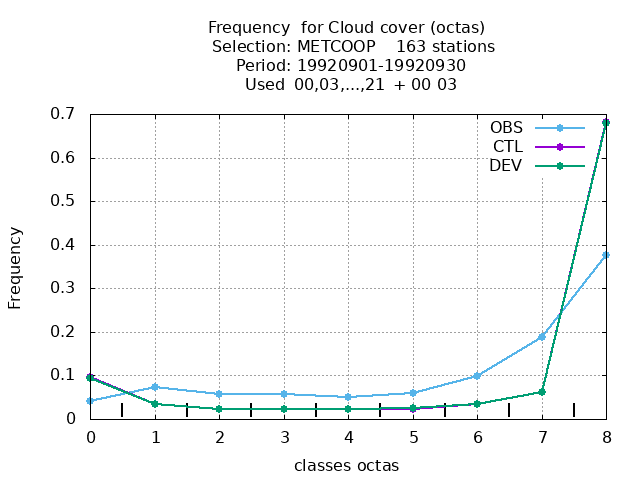 Frequency  for Cloud cover (octas)
Selection: METCOOP    163 stations
Period: 19920901-19920930
Used  00,03,...,21  + 00 03
0.7
0.6
0.5
0.4
0.3
0.2
0.1
0
Frequency
OBS
CTL
DEV
0 1 2 3 4 5 6 7 8
classes octas